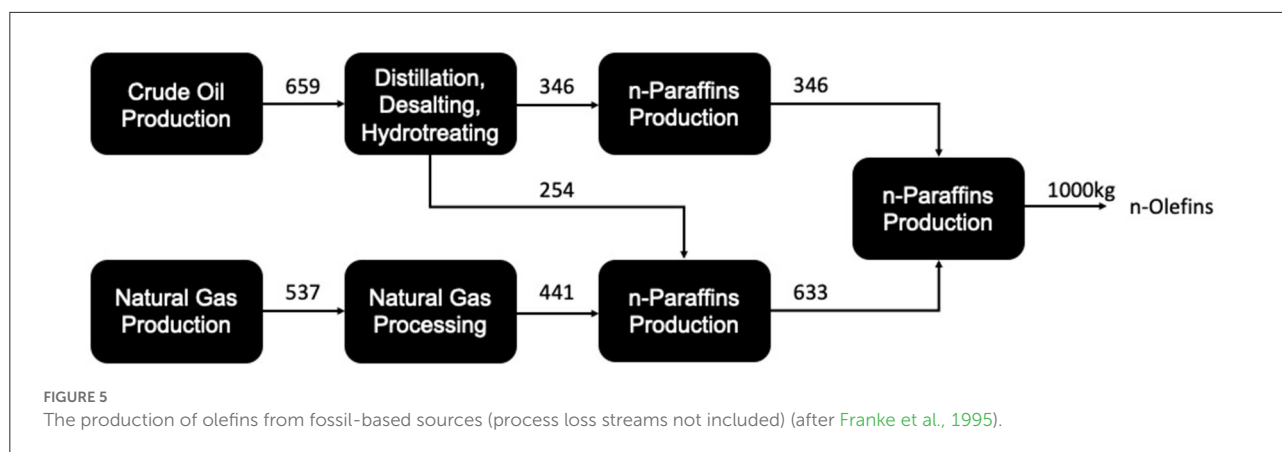 Crude Oil
Production
659
Distillation,
Desalting,
Hydrotreating
346
n-Paraffins
Production
346
254
n-Paraffins
Production
1000kg
n-Olefins
Natural Gas
Production
537
Natural Gas
Processing
441
n-Paraffins
Production
633
FIGURE 5
The production of olefins from fossil-based sources (process loss streams not included) (after Franke et al., 1995).